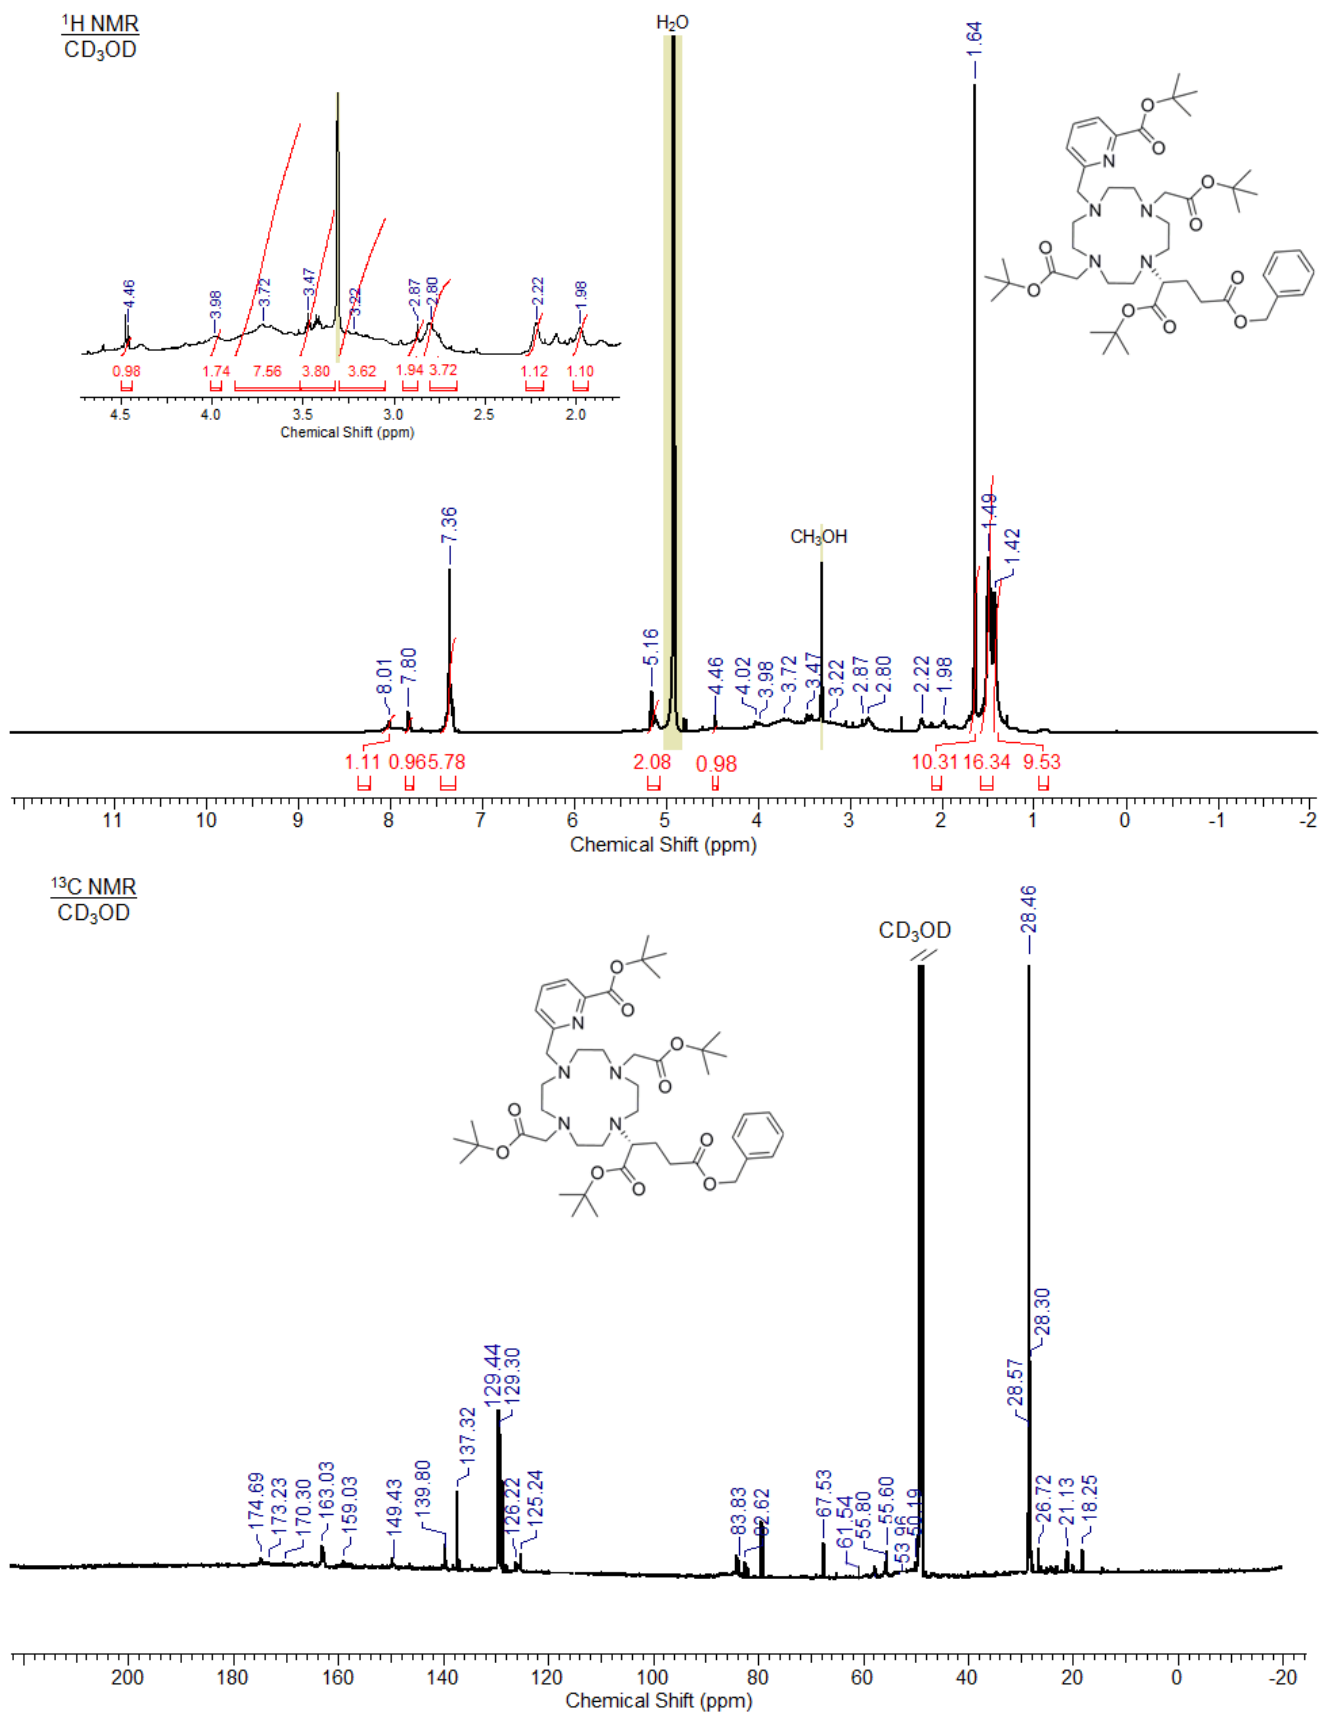 ¹H NMR
CD₃OD
H₂O
1.64
O
O
N
N
N
O
O
O
O
N
N
O
O
O
O
O
4.46
3.98
3.72
3.47
3.22
2.87
2.80
2.22
1.98
0.98 1.74 7.56 3.80 3.62 1.94 3.72 1.12 1.10
4.5 4.0 3.5 3.0 2.5 2.0
Chemical Shift (ppm)
8.01
7.80
7.36
5.16
4.46
4.02
3.98
3.72
3.47
CH₃OH
3.22
2.87
2.80
2.22
1.98
1.49
1.42
1.11 0.96 5.78 2.08 0.98 10.31 16.34 9.53
11 10 9 8 7 6 5 4 3 2 1 0 -1 -2
Chemical Shift (ppm)
¹³C NMR
CD₃OD
O
O
N
N
N
O
O
O
O
N
N
O
O
O
O
CD₃OD
174.69
173.23
170.30
163.03
159.03
149.43
139.80
137.32
129.44
129.30
126.22
125.24
83.83
82.62
67.53
61.54
55.80
55.60
53.96
50.19
28.57
28.46
28.30
26.72
21.13
18.25
200 180 160 140 120 100 80 60 40 20 0 -20
Chemical Shift (ppm)